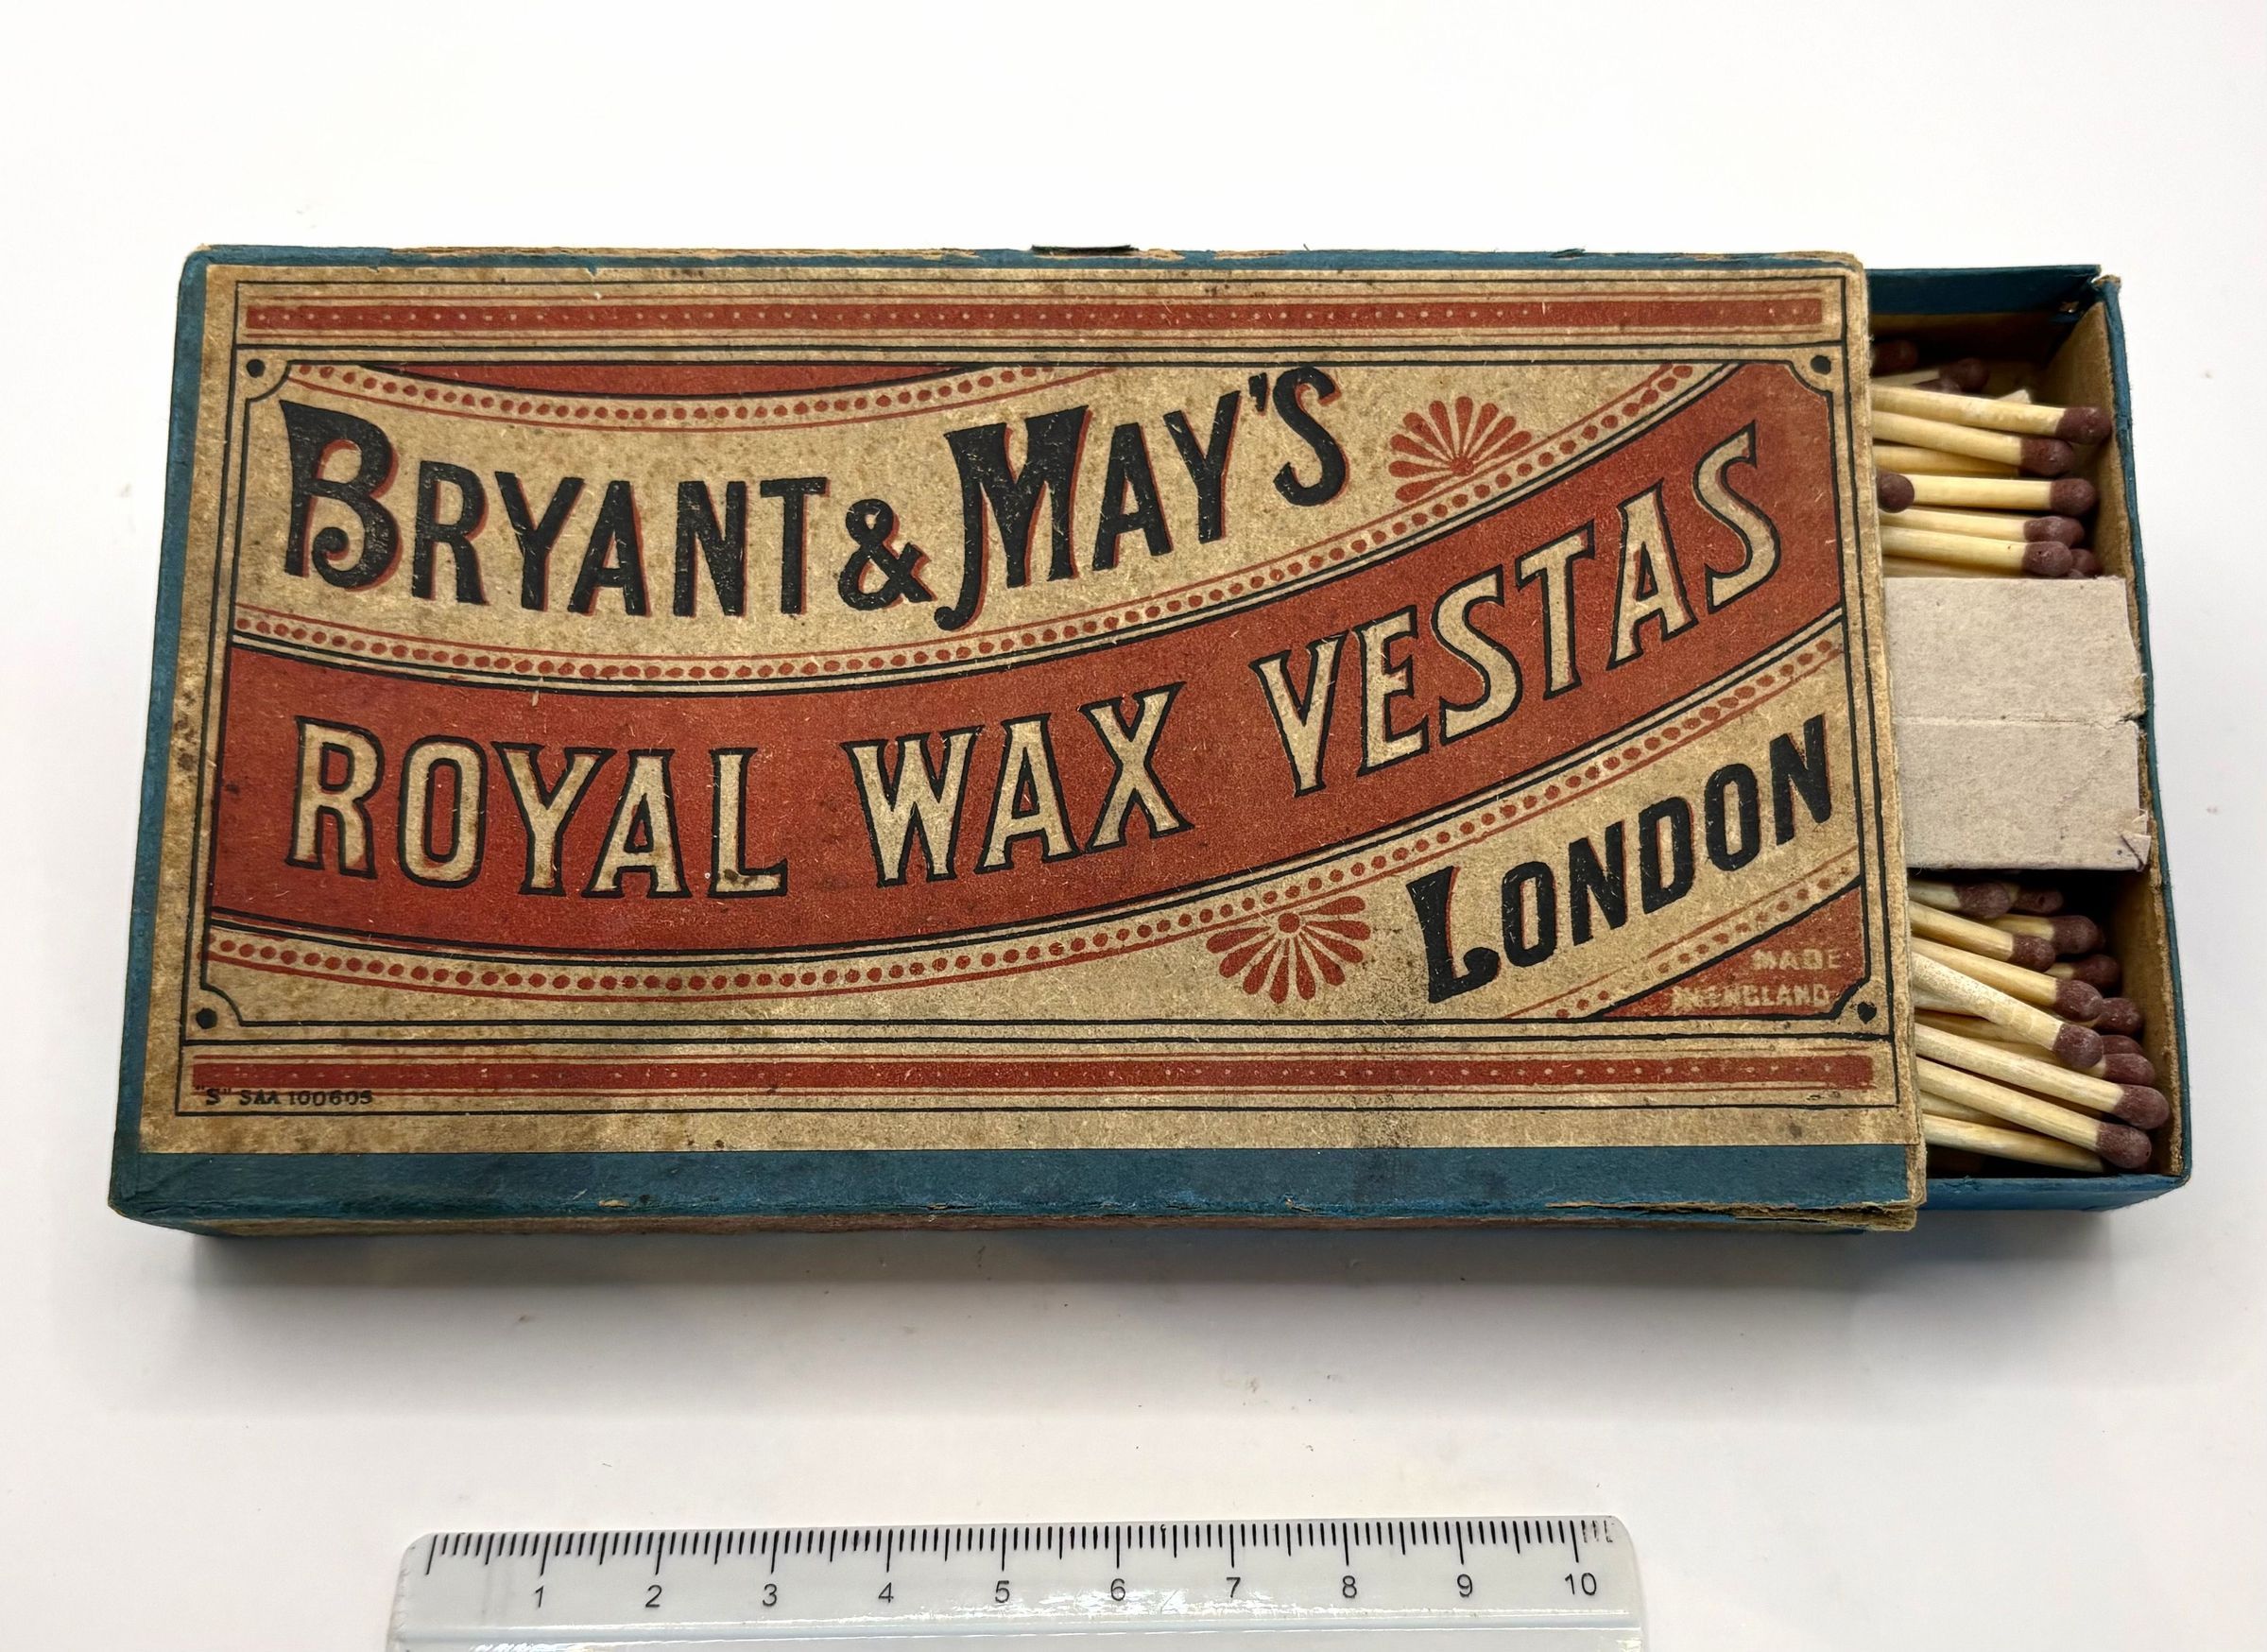 BRYANT & MAY'S
ROYAL WAX VESTAS
LONDON
MADE
IN ENGLAND
"S" SAA 100605
1 2 3 4 5 6 7 8 9 10